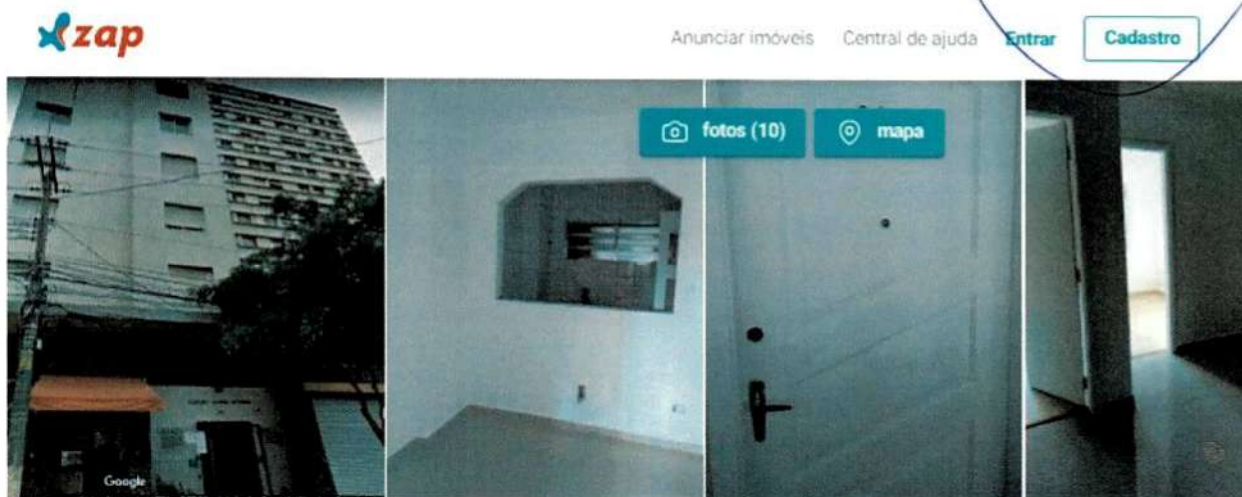 zap
Anunciar imóveis Central de ajuda Entrar Cadastro
fotos (10) mapa
Google